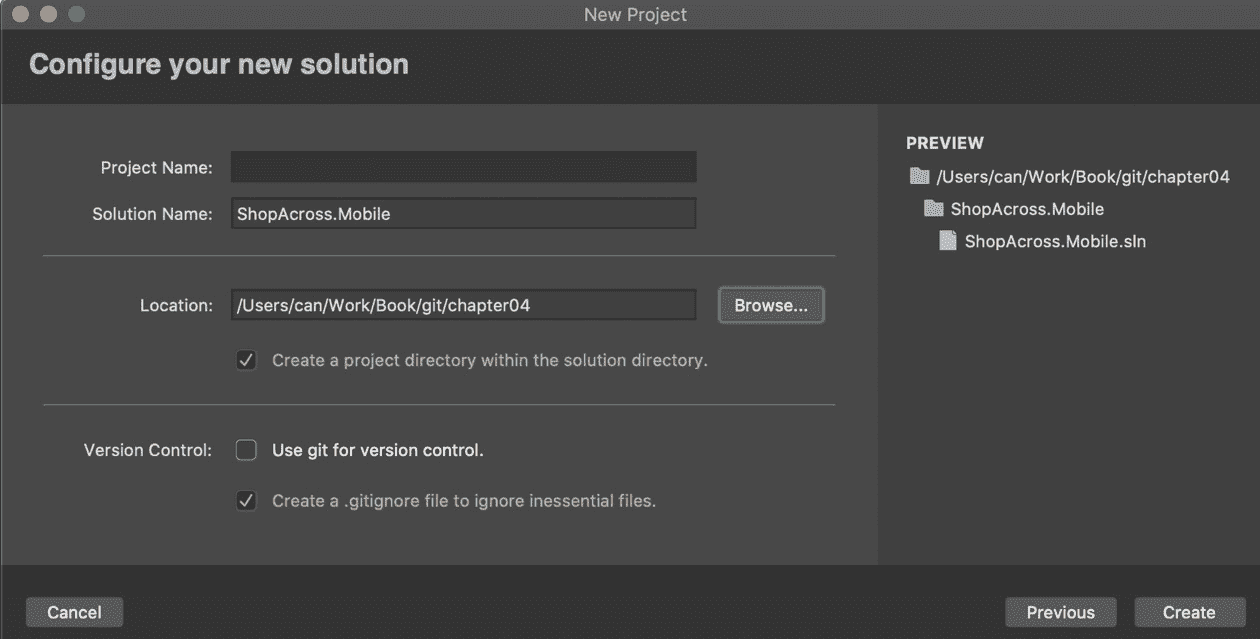 New Project
Configure your new solution
Project Name:
Solution Name: ShopAcross.Mobile
Location: /Users/can/Work/Book/git/chapter04 Browse...
Create a project directory within the solution directory.
Version Control: Use git for version control.
Create a .gitignore file to ignore inessential files.
PREVIEW
/Users/can/Work/Book/git/chapter04
ShopAcross.Mobile
ShopAcross.Mobile.sln
Cancel Previous Create